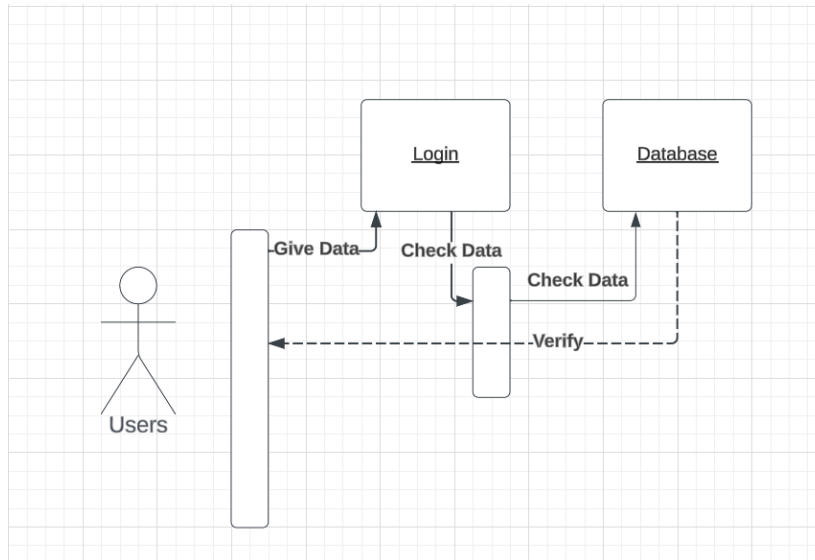 Login
Database
Give Data
Check Data
Check Data
Verify
Users